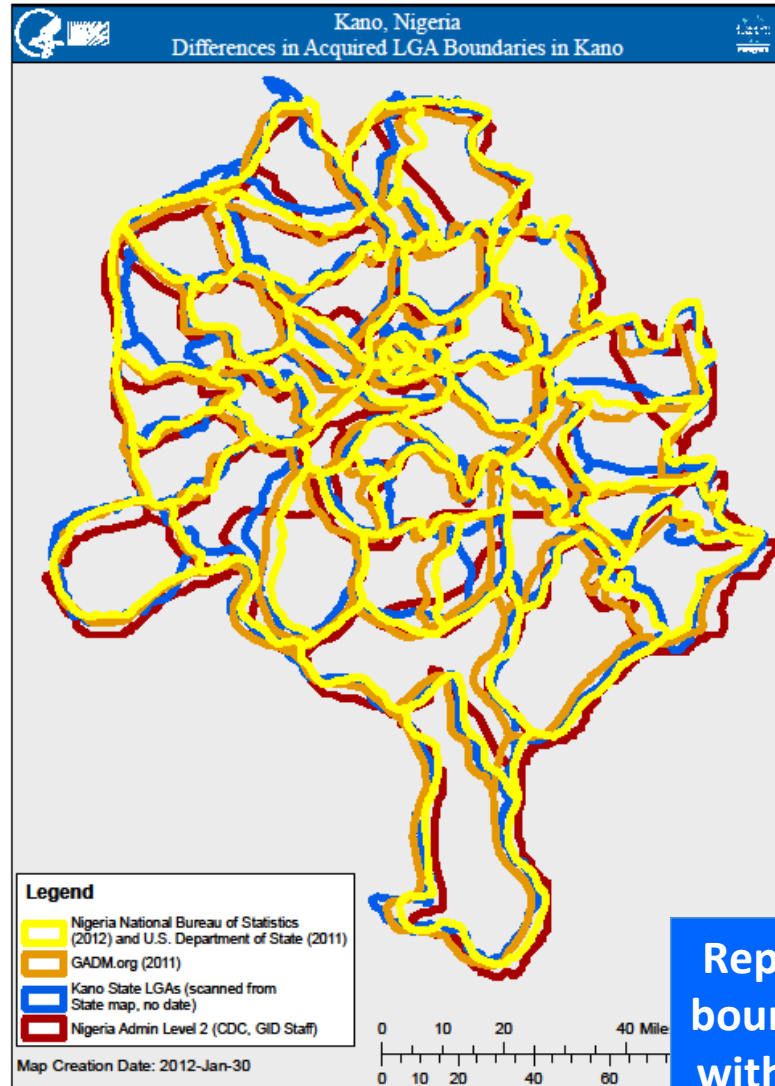 Kano, Nigeria
Differences in Acquired LGA Boundaries in Kano
Legend
Nigeria National Bureau of Statistics
(2012) and U.S. Department of State (2011)
GADM.org (2011)
Kano State LGAs (scanned from
State map, no date)
Nigeria Admin Level 2 (CDC, GID Staff)
Map Creation Date: 2012-Jan-30
0 10 20 40 Mile
0 10 20 40 60
Rep
boun
with